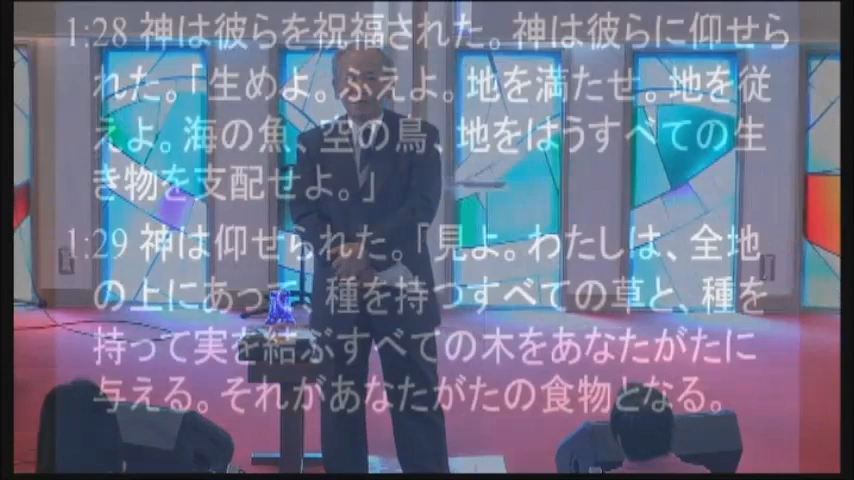 1:28 神は彼らを祝福された。神は彼らに仰せら
れた。「生めよ。ふえよ。地を満たせ。地を従
えよ。海の魚、空の鳥、地をはうすべての生
き物を支配せよ。」
1:29 神は仰せられた。「見よ。わたしは、全地
の上にあって、種を持つすべての草と、種を
持って実を結ぶすべての木をあなたがたに
与える。それがあなたがたの食物となる。